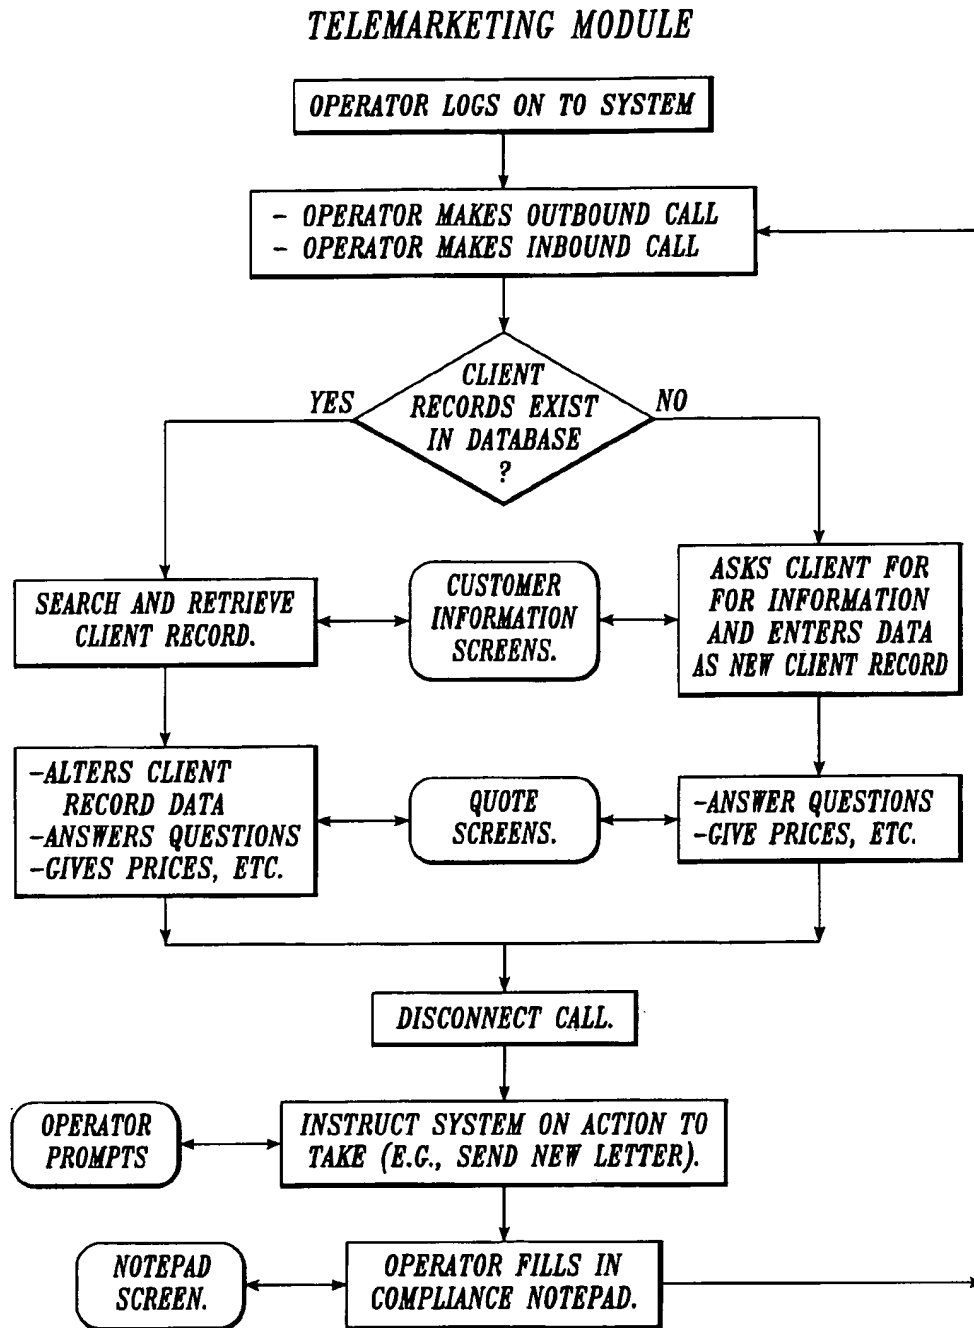 TELEMARKETING MODULE
OPERATOR LOGS ON TO SYSTEM
- OPERATOR MAKES OUTBOUND CALL
- OPERATOR MAKES INBOUND CALL
CLIENT
RECORDS EXIST
IN DATABASE
?
YES
NO
SEARCH AND RETRIEVE
CLIENT RECORD.
CUSTOMER
INFORMATION
SCREENS.
ASKS CLIENT FOR
FOR INFORMATION
AND ENTERS DATA
AS NEW CLIENT RECORD
-ALTERS CLIENT
RECORD DATA
-ANSWERS QUESTIONS
-GIVES PRICES, ETC.
QUOTE
SCREENS.
-ANSWER QUESTIONS
-GIVE PRICES, ETC.
DISCONNECT CALL.
OPERATOR
PROMPTS
INSTRUCT SYSTEM ON ACTION TO
TAKE (E.G., SEND NEW LETTER).
NOTEPAD
SCREEN.
OPERATOR FILLS IN
COMPLIANCE NOTEPAD.